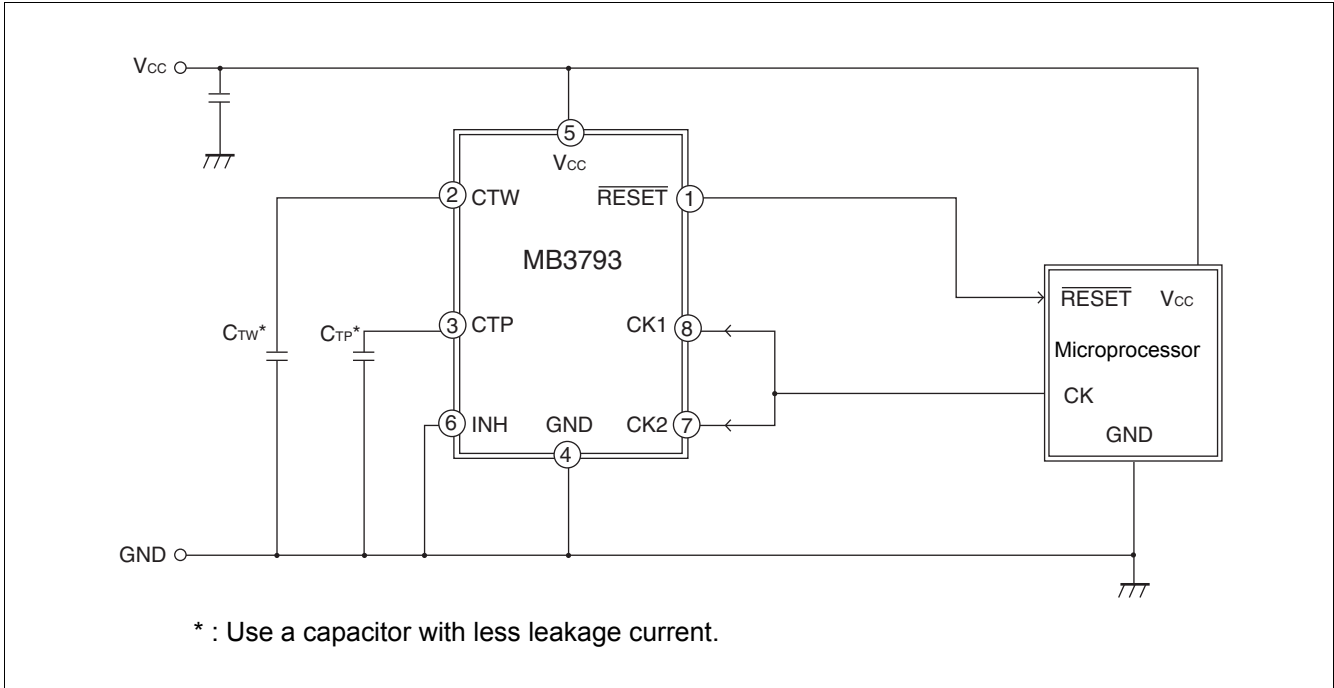 VCC
5
VCC
2 CTW
RESET 1
MB3793
RESET VCC
CTW*
CTP*
3 CTP
CK1 8
Microprocessor
CK
6 INH
GND
CK2 7
GND
4
GND
* : Use a capacitor with less leakage current.